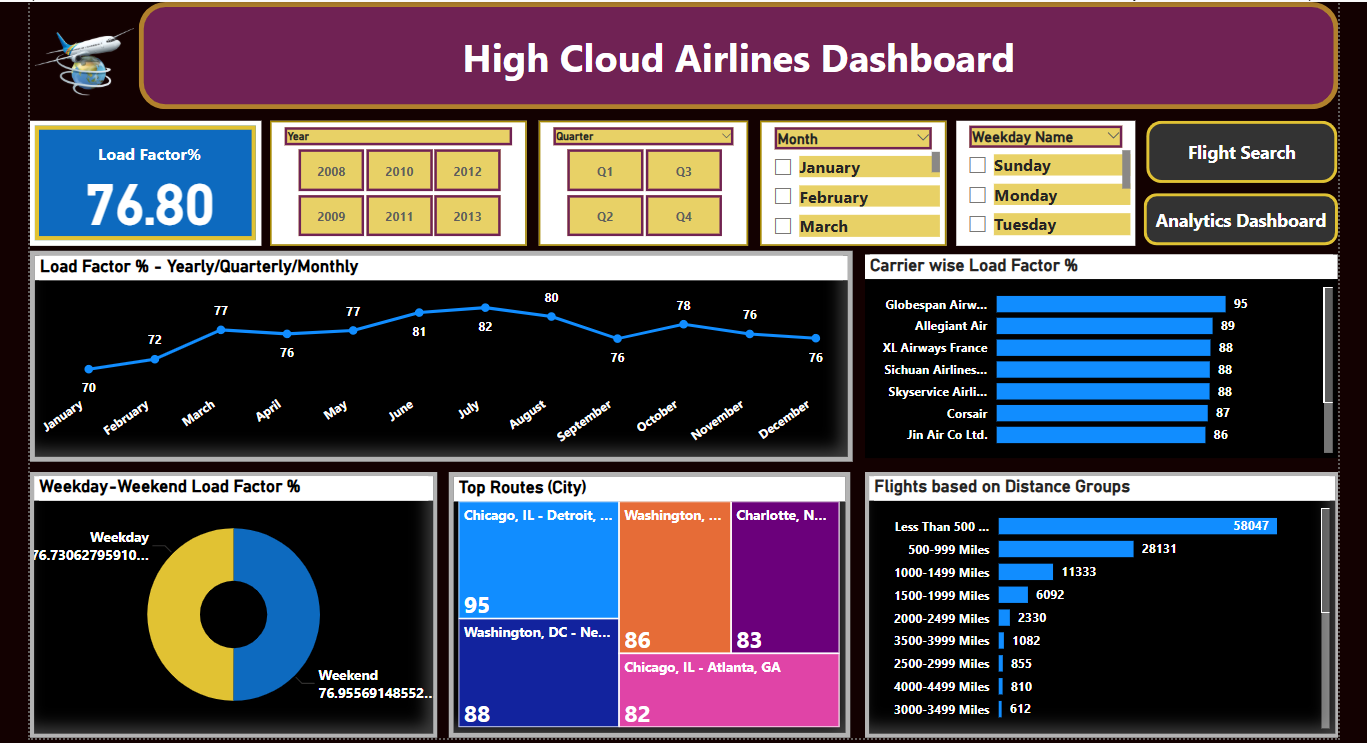 High Cloud Airlines Dashboard
Load Factor%
76.80
Year
2008
2010
2012
2009
2011
2013
Quarter
Q1
Q3
Q2
Q4
Month
January
February
March
Weekday Name
Sunday
Monday
Tuesday
Flight Search
Analytics Dashboard
Load Factor % - Yearly/Quarterly/Monthly
70
72
77
76
77
81
82
80
76
78
76
76
January
February
March
April
May
June
July
August
September
October
November
December
Carrier wise Load Factor %
Globespan Airw... 95
Allegiant Air 89
XL Airways France 88
Sichuan Airlines... 88
Skyservice Airli... 88
Corsair 87
Jin Air Co Ltd. 86
Weekday-Weekend Load Factor %
Weekday
76.73062795910...
Weekend
76.95569148552...
Top Routes (City)
Chicago, IL - Detroit, ...
95
Washington, DC - Ne...
88
Washington, ...
86
Charlotte, N...
83
Chicago, IL - Atlanta, GA
82
Flights based on Distance Groups
Less Than 500 ... 58047
500-999 Miles 28131
1000-1499 Miles 11333
1500-1999 Miles 6092
2000-2499 Miles 2330
3500-3999 Miles 1082
2500-2999 Miles 855
4000-4499 Miles 810
3000-3499 Miles 612